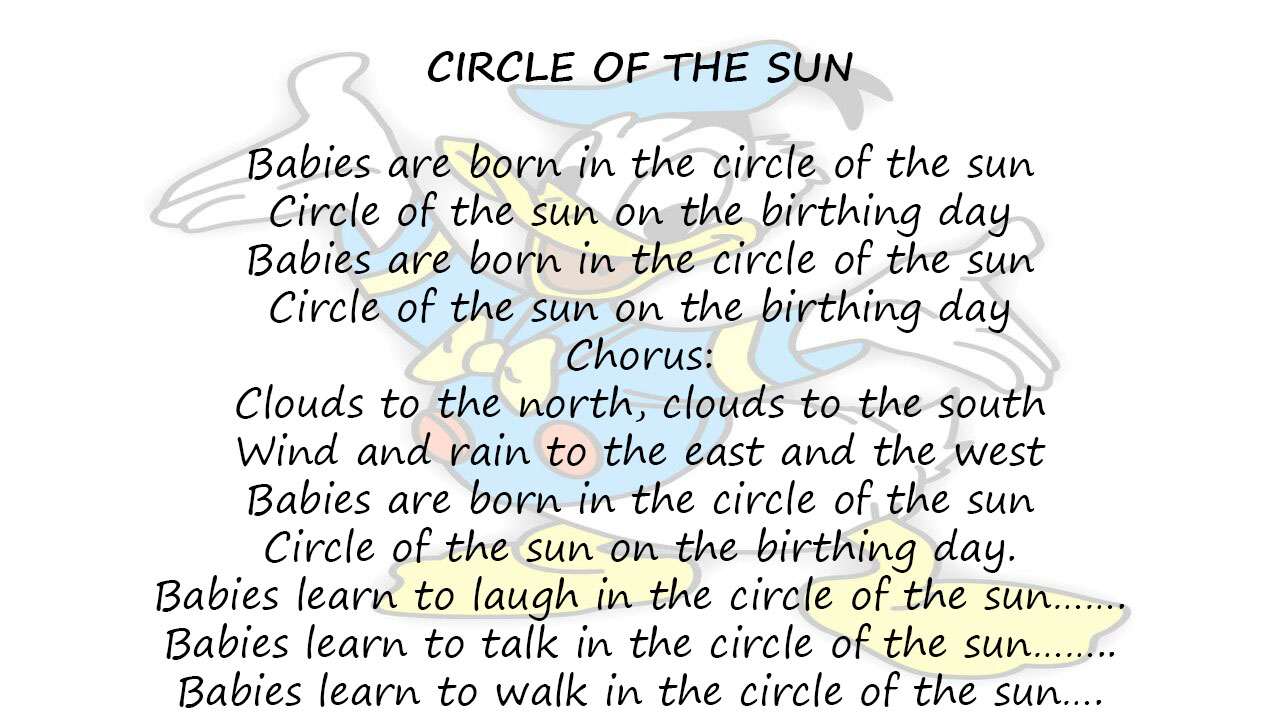 CIRCLE OF THE SUN
Babies are born in the circle of the sun
Circle of the sun on the birthing day
Babies are born in the circle of the sun
Circle of the sun on the birthing day
Chorus:
Clouds to the north, clouds to the south
Wind and rain to the east and the west
Babies are born in the circle of the sun
Circle of the sun on the birthing day.
Babies learn to laugh in the circle of the sun.......
Babies learn to talk in the circle of the sun........
Babies learn to walk in the circle of the sun....